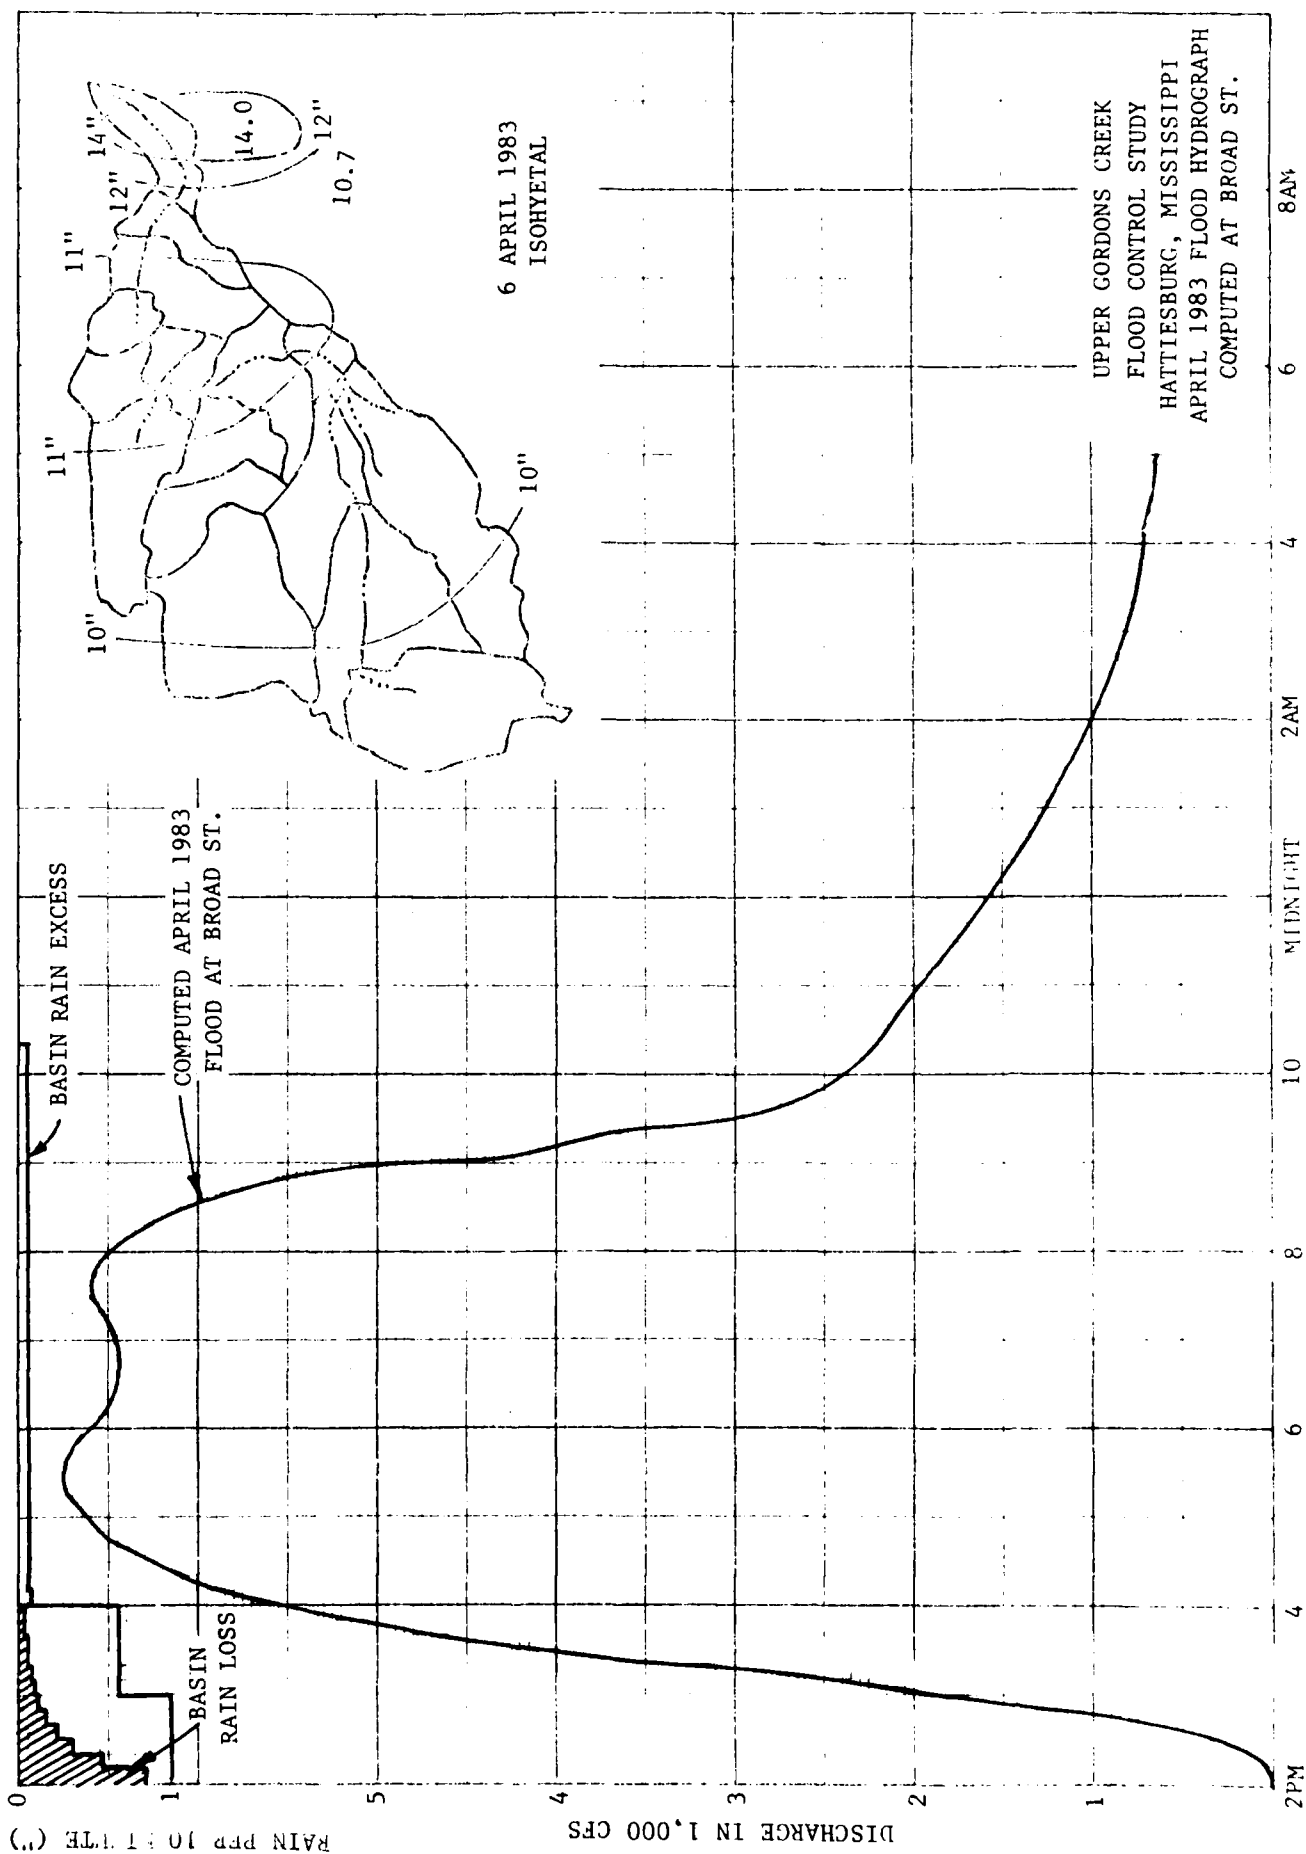 RAIN PER 10
(")
0
1
5
4
3
2
1
DISCHARGE IN 1,000 CFS
BASIN
RAIN LOSS
BASIN RAIN EXCESS
COMPUTED APRIL 1983
FLOOD AT BROAD ST.
10"
11"
11"
12"
14"
14.0
12"
10.7
10"
6 APRIL 1983
ISOHYETAL
UPPER GORDONS CREEK
FLOOD CONTROL STUDY
HATTIESBURG, MISSISSIPPI
APRIL 1983 FLOOD HYDROGRAPH
COMPUTED AT BROAD ST.
2PM
4
6
8
10
MIDNIGHT
2AM
4
6
8AM